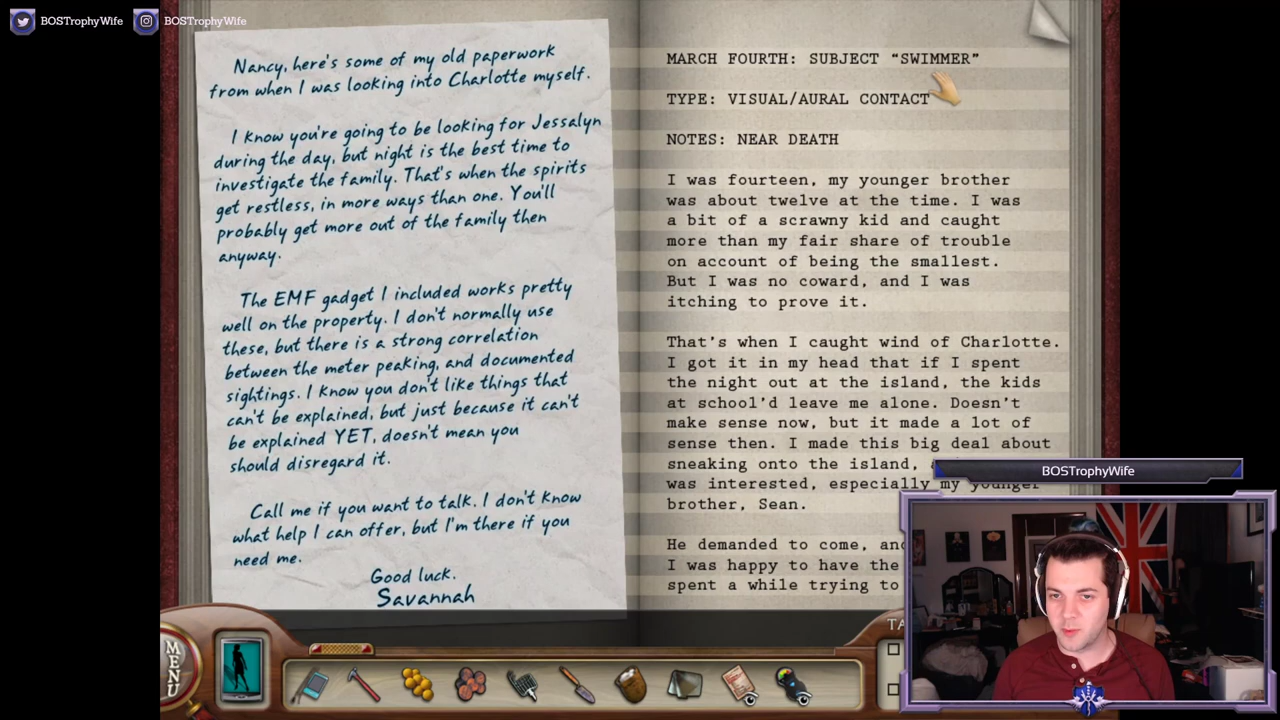 BOSTrophyWife
BOSTrophyWife
Nancy, here's some of my old paperwork
from when I was looking into Charlotte myself.
I know you're going to be looking for Jessalyn
during the day, but night is the best time to
investigate the family. That's when the spirits
get restless, in more ways than one. You'll
probably get more out of the family then
anyway.
The EMF gadget I included works pretty
well on the property. I don't normally use
these, but there is a strong correlation
between the meter peaking, and documented
sightings. I know you don't like things that
can't be explained, but just because it can't
be explained YET, doesn't mean you
should disregard it.
Call me if you want to talk. I don't know
what help I can offer, but I'm there if you
need me.
Good luck.
Savannah
MARCH FOURTH: SUBJECT “SWIMMER”
TYPE: VISUAL/AURAL CONTACT
NOTES: NEAR DEATH
I was fourteen, my younger brother
was about twelve at the time. I was
a bit of a scrawny kid and caught
more than my fair share of trouble
on account of being the smallest.
But I was no coward, and I was
itching to prove it.
That's when I caught wind of Charlotte.
I got it in my head that if I spent
the night out at the island, the kids
at school'd leave me alone. Doesn't
make sense now, but it made a lot of
sense then. I made this big deal about
sneaking onto the island,
was interested, especially my younger
brother, Sean.
He demanded to come, and
I was happy to have the
spent a while trying to
BOSTrophyWife
MENU